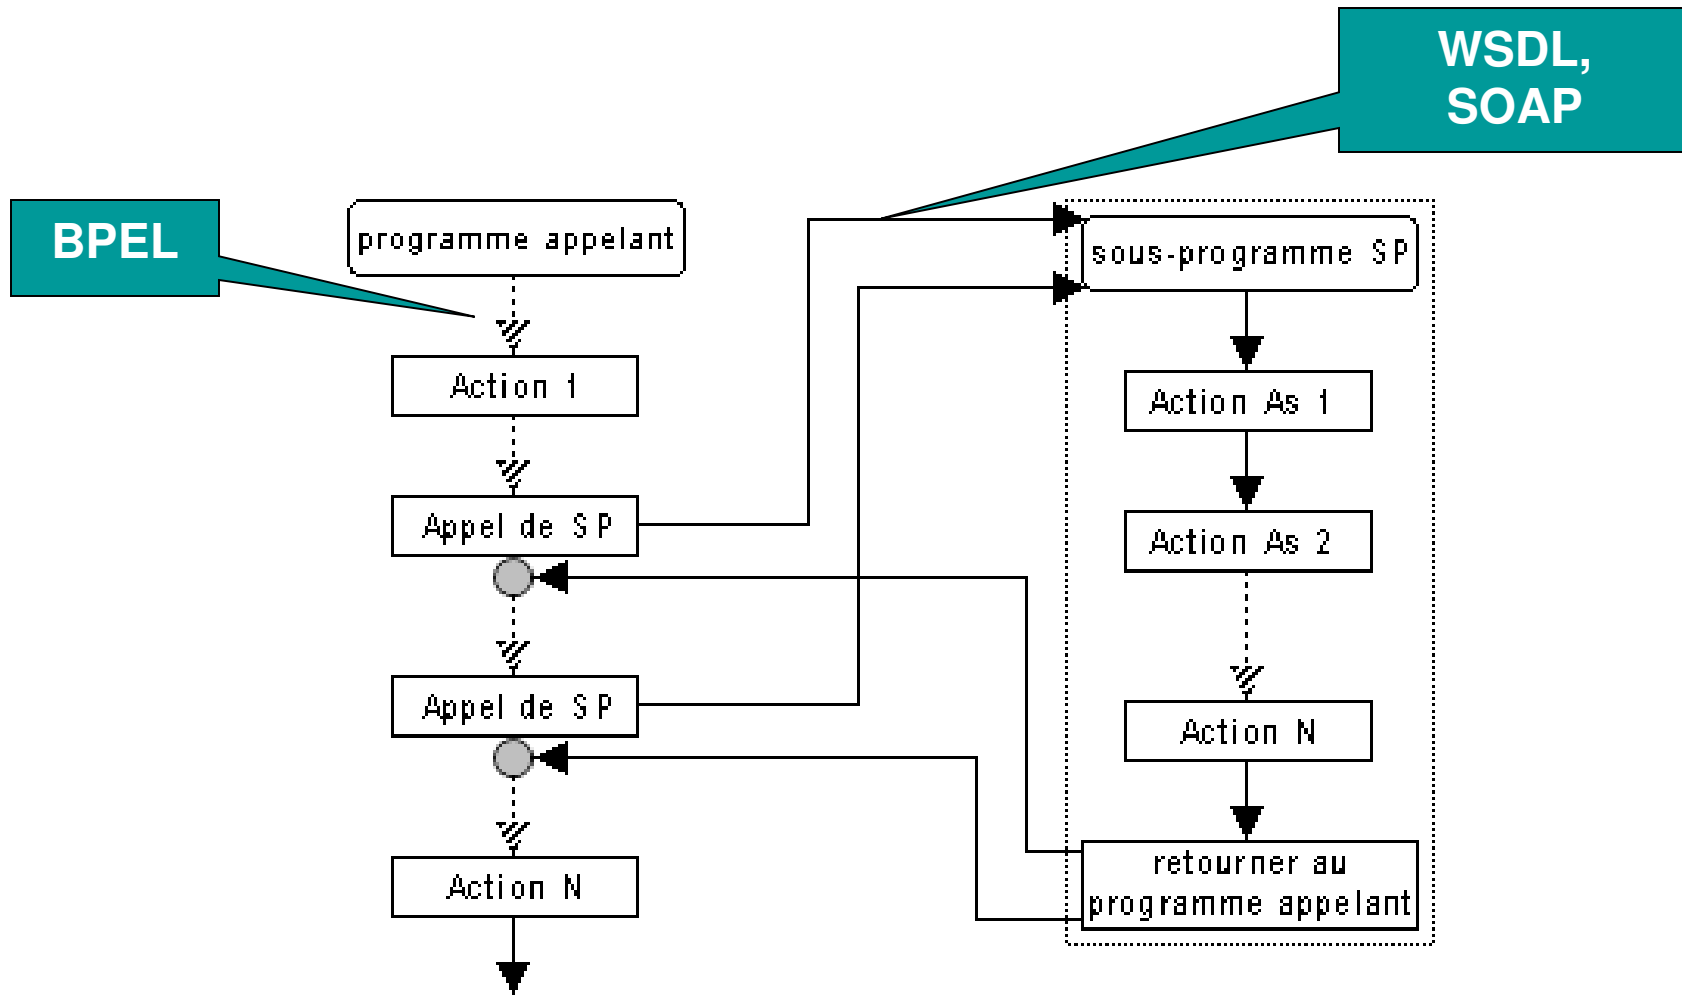 WSDL,
SOAP
BPEL
programme appelant
Action 1
Appel de SP
Appel de SP
Action N
sous-programme SP
Action As 1
Action As 2
Action N
retourner au
programme appelant